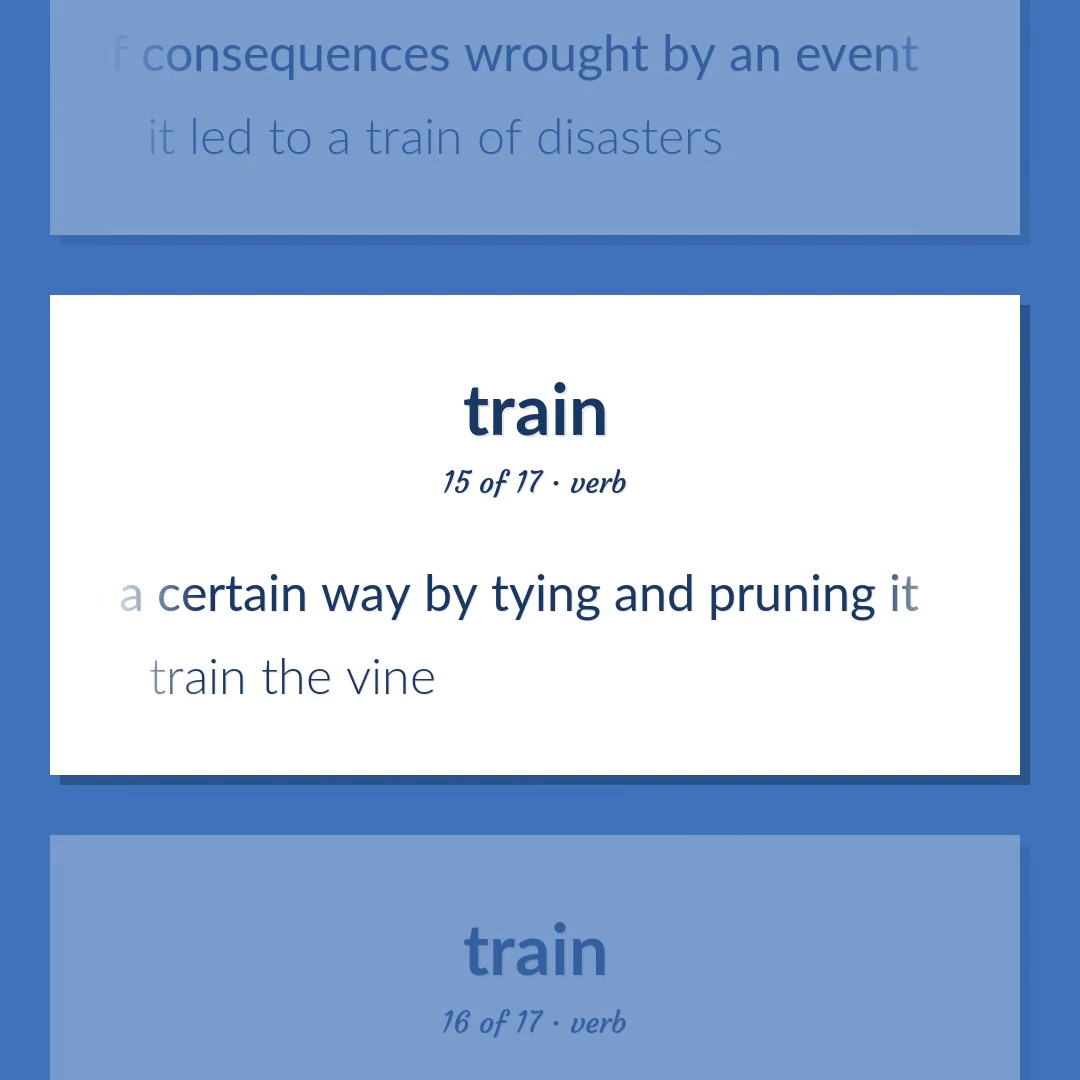 f consequences wrought by an event
it led to a train of disasters
train
15 of 17 · verb
a certain way by tying and pruning it
train the vine
train
16 of 17 · verb